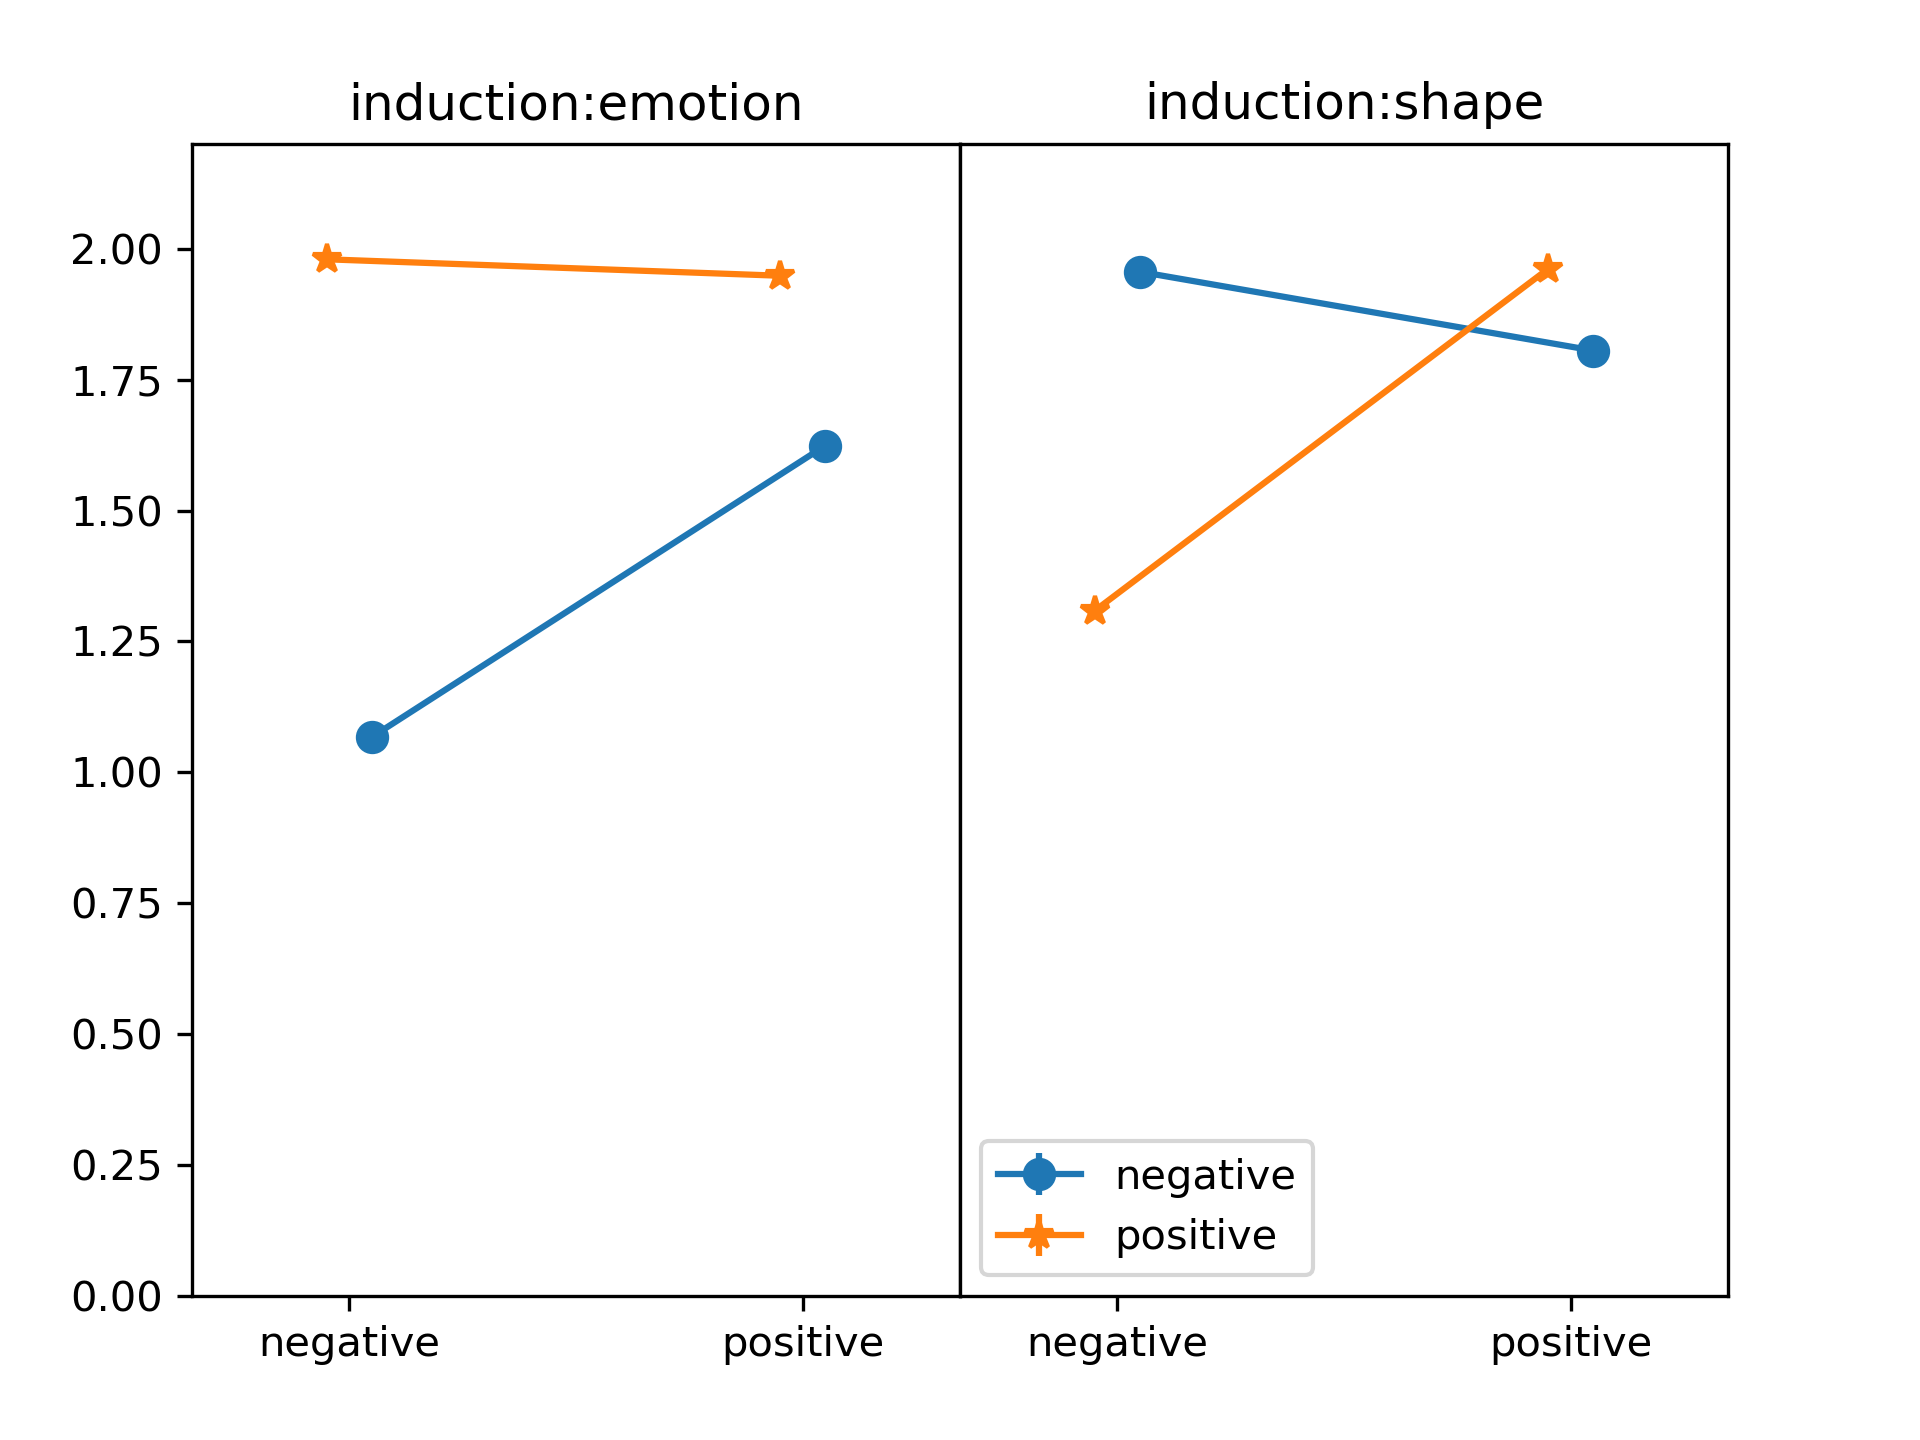 induction:emotion
induction:shape
2.00
1.75
1.50
1.25
1.00
0.75
0.50
0.25
0.00
negative
positive
negative
positive
negative
positive